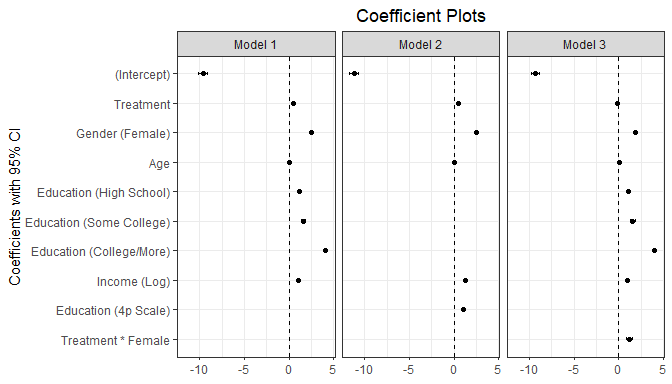 Coefficient Plots
Model 1
Model 2
Model 3
Coefficients with 95% CI
(Intercept)
Treatment
Gender (Female)
Age
Education (High School)
Education (Some College)
Education (College/More)
Income (Log)
Education (4p Scale)
Treatment * Female
-10 -5 0 5
-10 -5 0 5
-10 -5 0 5